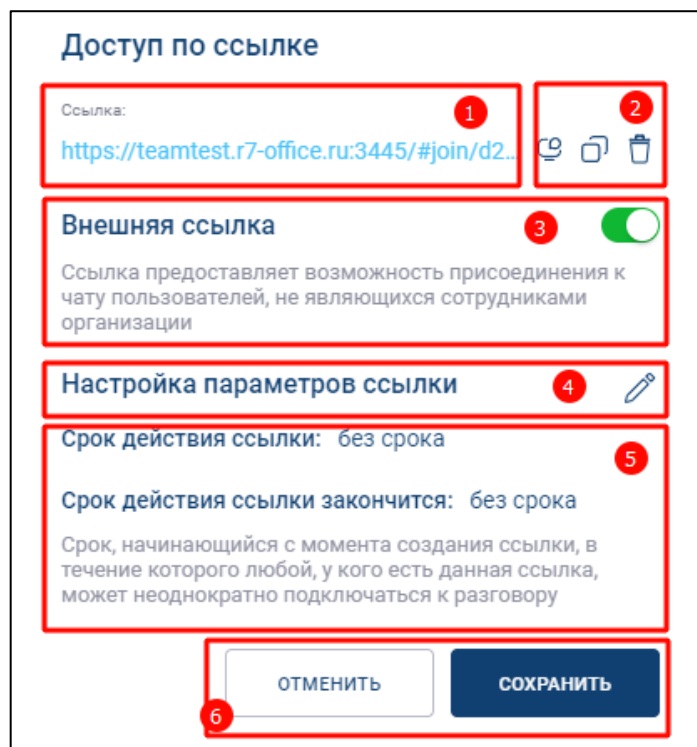 Доступ по ссылке
Ссылка:
1
https://teamtest.r7-office.ru:3445/#join/d2...
2
Внешняя ссылка
3
Ссылка предоставляет возможность присоединения к
чату пользователей, не являющихся сотрудниками
организации
Настройка параметров ссылки
4
Срок действия ссылки: без срока
5
Срок действия ссылки закончится: без срока
Срок, начинающийся с момента создания ссылки, в
течение которого любой, у кого есть данная ссылка,
может неоднократно подключаться к разговору
ОТМЕНИТЬ
СОХРАНИТЬ
6